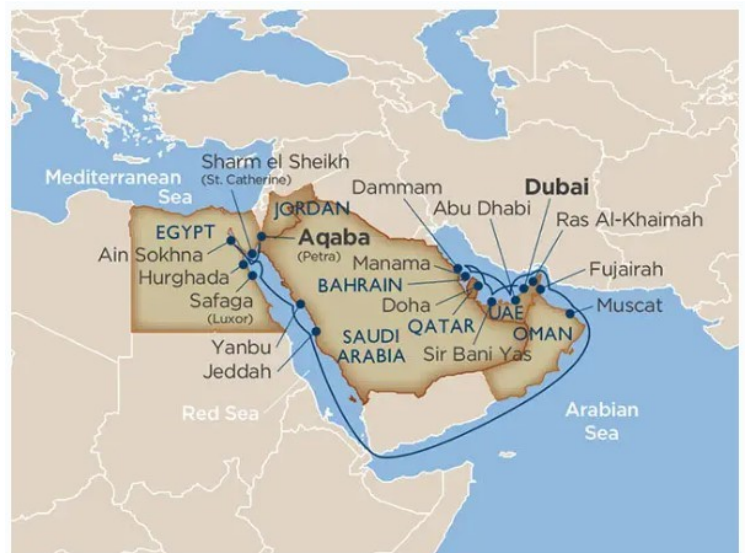 Mediterranean
Sea
Sharm el Sheikh
(St. Catherine)
Dammam
Dubai
Abu Dhabi
Ras Al-Khaimah
JORDAN
EGYPT
Aqaba
(Petra)
Ain Sokhna
Manama
Fujairah
Hurghada
BAHRAIN
Safaga
(Luxor)
Doha
UAE
Muscat
QATAR
OMAN
Yanbu
SAUDI
ARABIA
Sir Bani Yas
Jeddah
Red Sea
Arabian
Sea